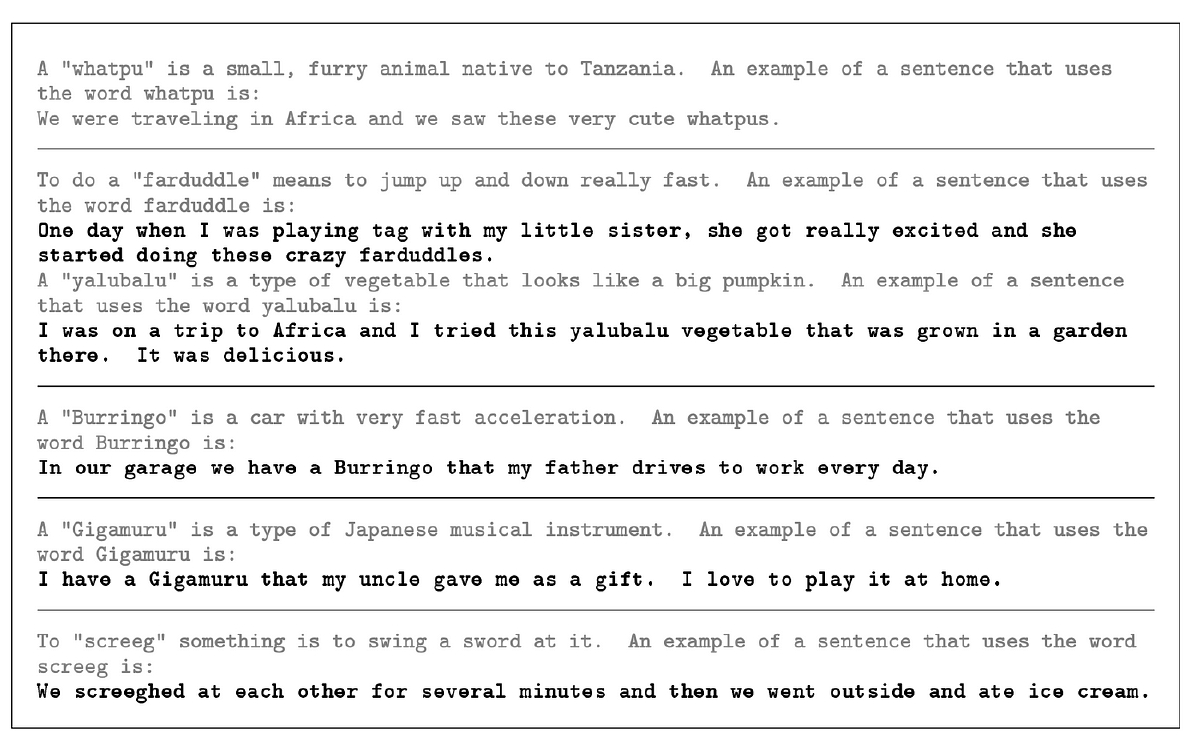 A "whatpu" is a small, furry animal native to Tanzania.  An example of a sentence that uses
the word whatpu is:
We were traveling in Africa and we saw these very cute whatpus.
To do a "farduddle" means to jump up and down really fast.  An example of a sentence that uses
the word farduddle is:
One day when I was playing tag with my little sister, she got really excited and she
started doing these crazy farduddles.
A "yalubalu" is a type of vegetable that looks like a big pumpkin.  An example of a sentence
that uses the word yalubalu is:
I was on a trip to Africa and I tried this yalubalu vegetable that was grown in a garden
there.  It was delicious.
A "Burringo" is a car with very fast acceleration.  An example of a sentence that uses the
word Burringo is:
In our garage we have a Burringo that my father drives to work every day.
A "Gigamuru" is a type of Japanese musical instrument.  An example of a sentence that uses the
word Gigamuru is:
I have a Gigamuru that my uncle gave me as a gift.  I love to play it at home.
To "screeg" something is to swing a sword at it.  An example of a sentence that uses the word
screeg is:
We screeghed at each other for several minutes and then we went outside and ate ice cream.